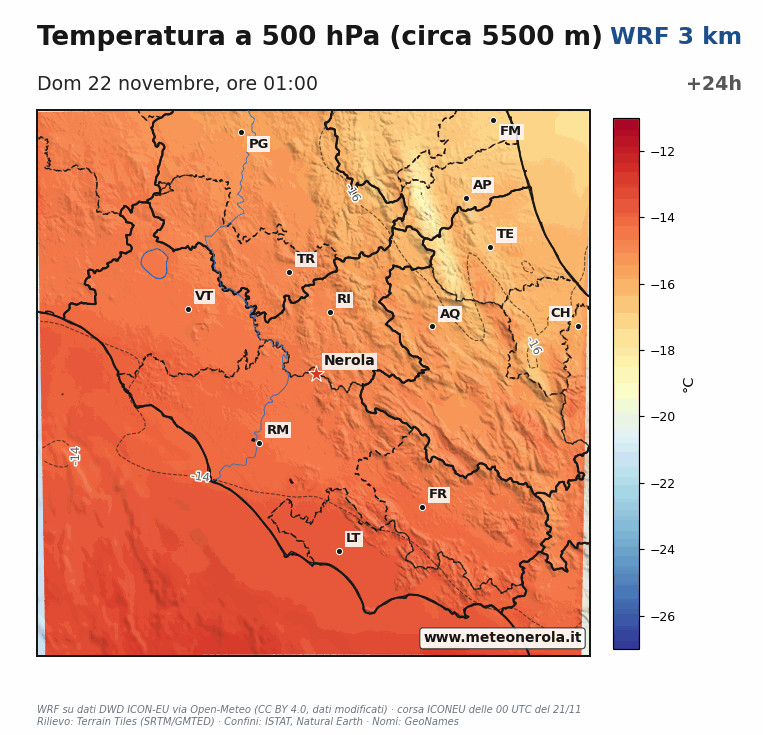 Temperatura a 500 hPa (circa 5500 m) WRF 3 km
Dom 22 novembre, ore 01:00 +24h
PG
FM
AP
-16
TE
TR
VT
RI
AQ
CH
-16
Nerola
RM
-14
-14
FR
LT
www.meteonerola.it
−12
−14
−16
−18
−20
−22
−24
−26
°C
WRF su dati DWD ICON-EU via Open-Meteo (CC BY 4.0, dati modificati) · corsa ICONEU delle 00 UTC del 21/11
Rilievo: Terrain Tiles (SRTM/GMTED) · Confini: ISTAT, Natural Earth · Nomi: GeoNames